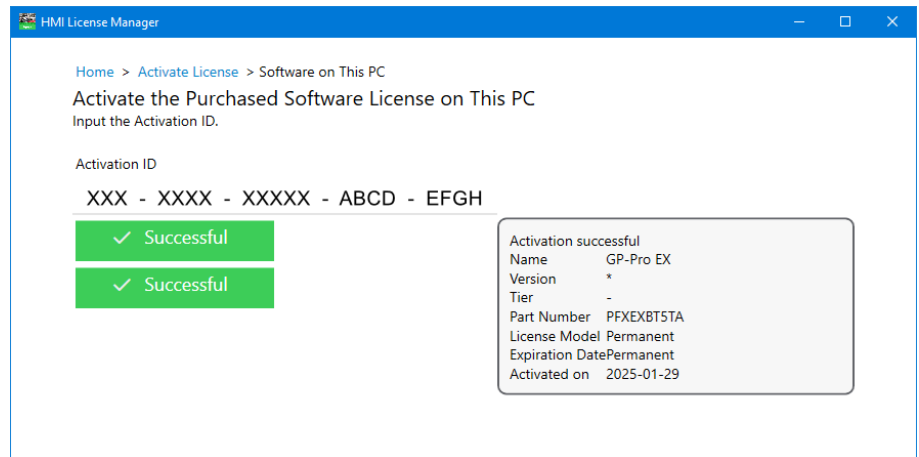 HMI License Manager
Home > Activate License > Software on This PC
Activate the Purchased Software License on This PC
Input the Activation ID.
Activation ID
XXX - XXXX - XXXXX - ABCD - EFGH
Successful
Successful
Activation successful
Name GP-Pro EX
Version *
Tier -
Part Number PFXEXBT5TA
License Model Permanent
Expiration Date Permanent
Activated on 2025-01-29